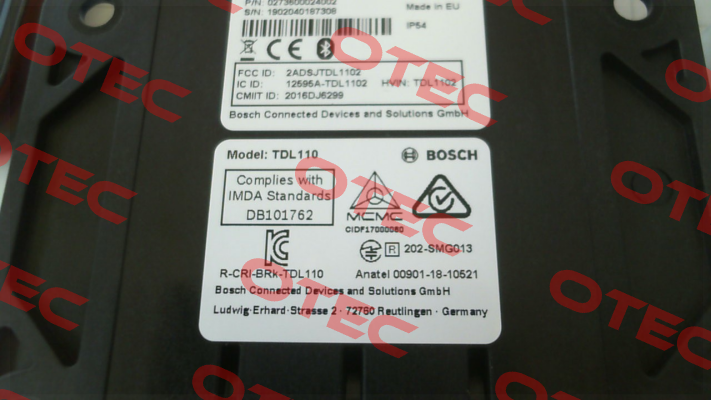 P/N: 0273600024002
Made in EU
S/N: 1902040167308
IP54
FCC ID: 2ADSJTDL1102
IC ID: 12595A-TDL1102 HVIN: TDL1102
CMIIT ID: 2016DJ6299
Bosch Connected Devices and Solutions GmbH
Model: TDL110
BOSCH
Complies with
IMDA Standards
DB101762
MCMC
CIDF17000060
R 202-SMG013
R-CRI-BRk-TDL110
Anatel 00901-18-10521
Bosch Connected Devices and Solutions GmbH
Ludwig-Erhard-Strasse 2 · 72760 Reutlingen · Germany
OTEC
OTEC
OTEC
OTEC
OTEC
OTEC
OTEC
OTEC